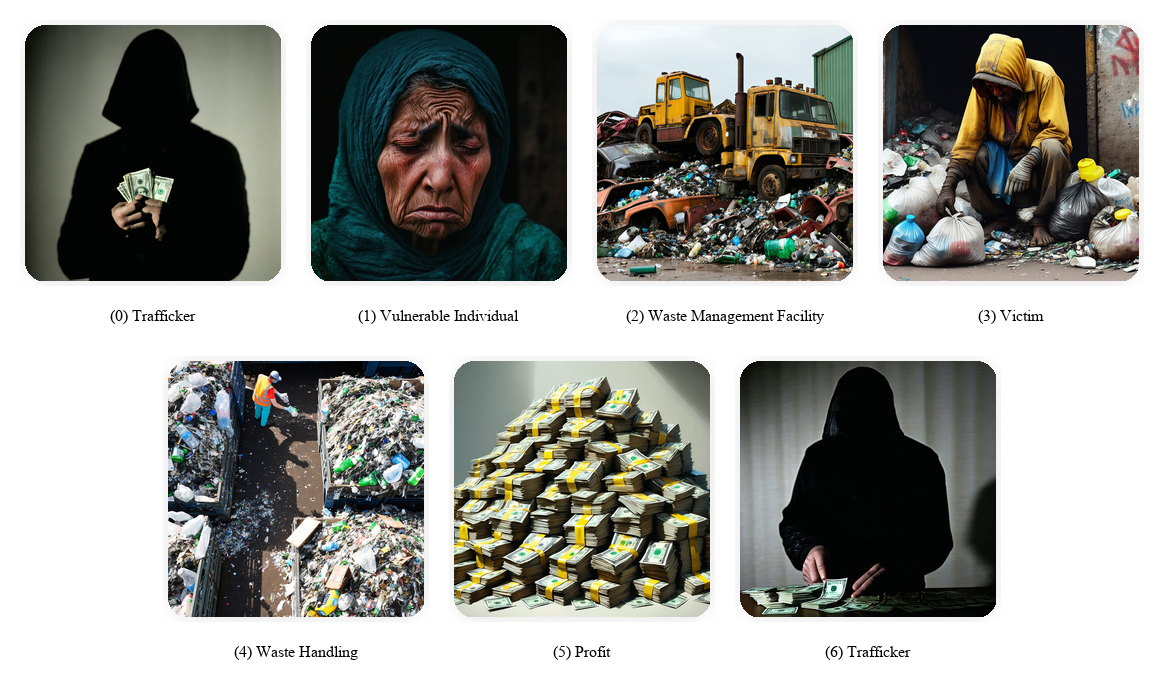 (0) Trafficker
(1) Vulnerable Individual
(2) Waste Management Facility
(3) Victim
(4) Waste Handling
(5) Profit
(6) Trafficker